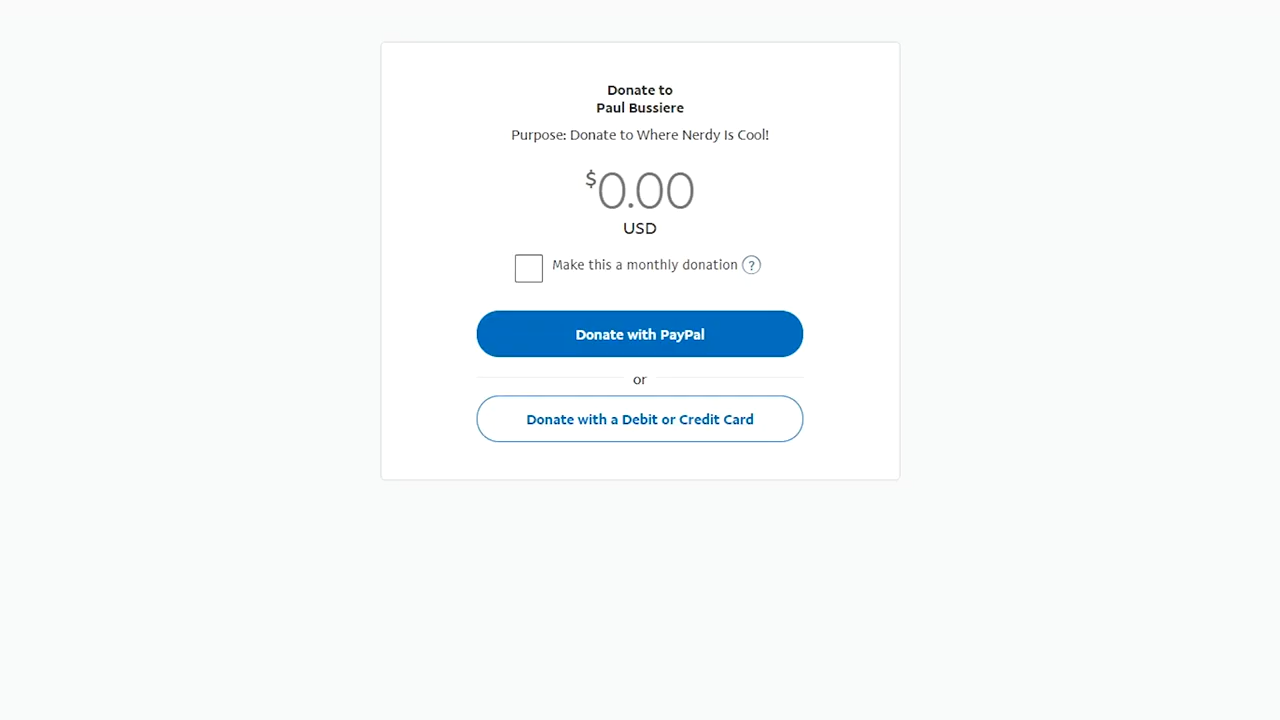 Donate to
Paul Bussiere
Purpose: Donate to Where Nerdy Is Cool!
$0.00
USD
Make this a monthly donation ?
Donate with PayPal
or
Donate with a Debit or Credit Card